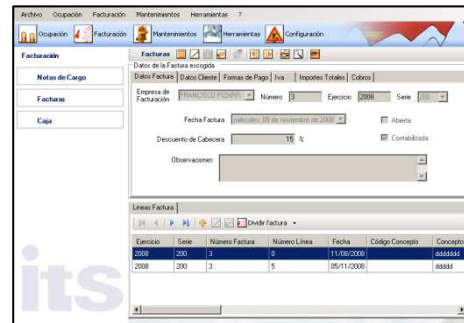 Archivo Ocupación Facturación Mantenimientos Herramientas ?
Ocupación Facturación Mantenimientos Herramientas Configuración
Facturación
Notas de Cargo
Facturas
Caja
its
Facturas
Datos de la Factura escogida
Datos Factura Datos Cliente Formas de Pago Iva Importes Totales Cobros
Empresa de Facturación FRANCISCO PIZARR Número 3 Ejercicio 2008 Serie 200
Fecha Factura miércoles, 05 de noviembre de 2008 Abierta
Descuento de Cabecera 15 % Contabilizada
Observaciones
Lineas Factura
Dividir factura
Ejercicio Serie Número Factura Número Línea Fecha Código Concepto Concepto
2008 200 3 0 11/08/2008 ddddddd
2008 200 3 5 05/11/2008 ddddd